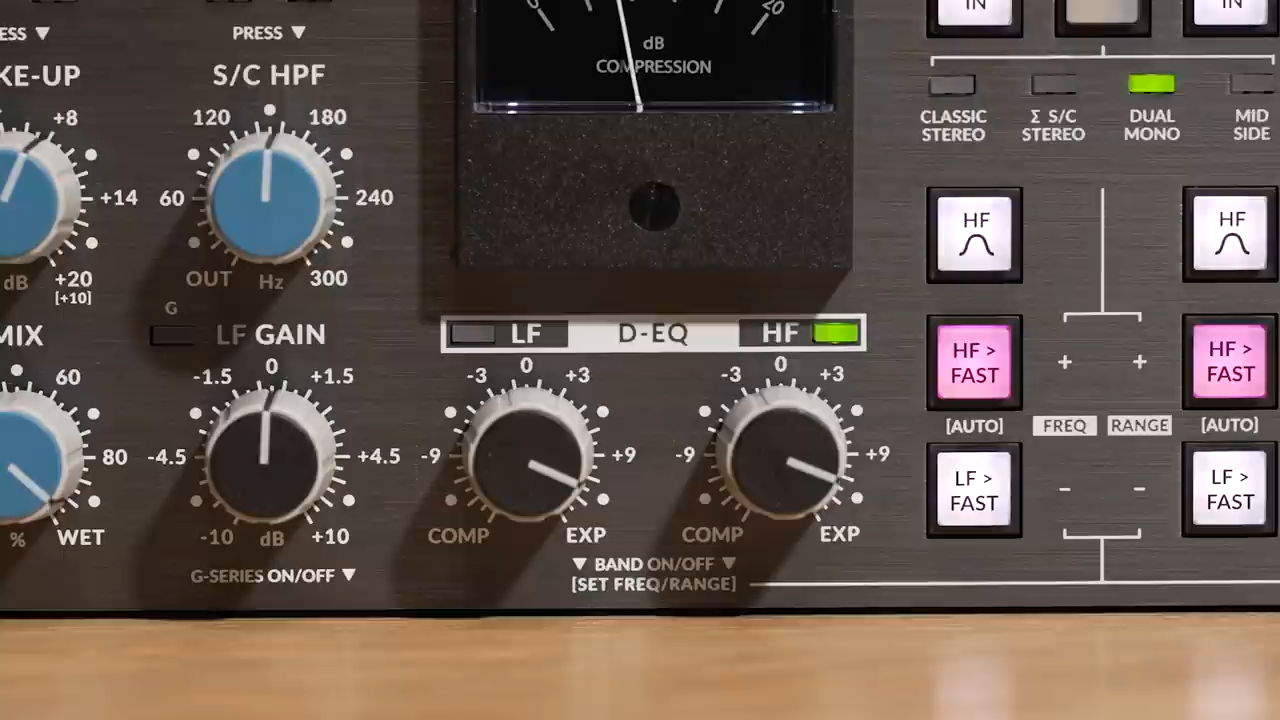 0
20
dB
COMPRESSION
IN
IN
PRESS ▼
S/C HPF
120
180
60
240
OUT
Hz
300
+8
+14
+20
dB
[+10]
CLASSIC STEREO
Σ S/C STEREO
DUAL MONO
MID SIDE
HF
HF
G
LF GAIN
0
-1.5
+1.5
-4.5
+4.5
-10
dB
+10
G-SERIES ON/OFF ▼
MIX
60
80
%
WET
LF
D-EQ
HF
0
-3
+3
-9
+9
COMP
EXP
0
-3
+3
-9
+9
COMP
EXP
▼ BAND ON/OFF ▼
[SET FREQ/RANGE]
HF >
FAST
[AUTO]
+
+
FREQ
RANGE
-
-
HF >
FAST
[AUTO]
LF >
FAST
LF >
FAST